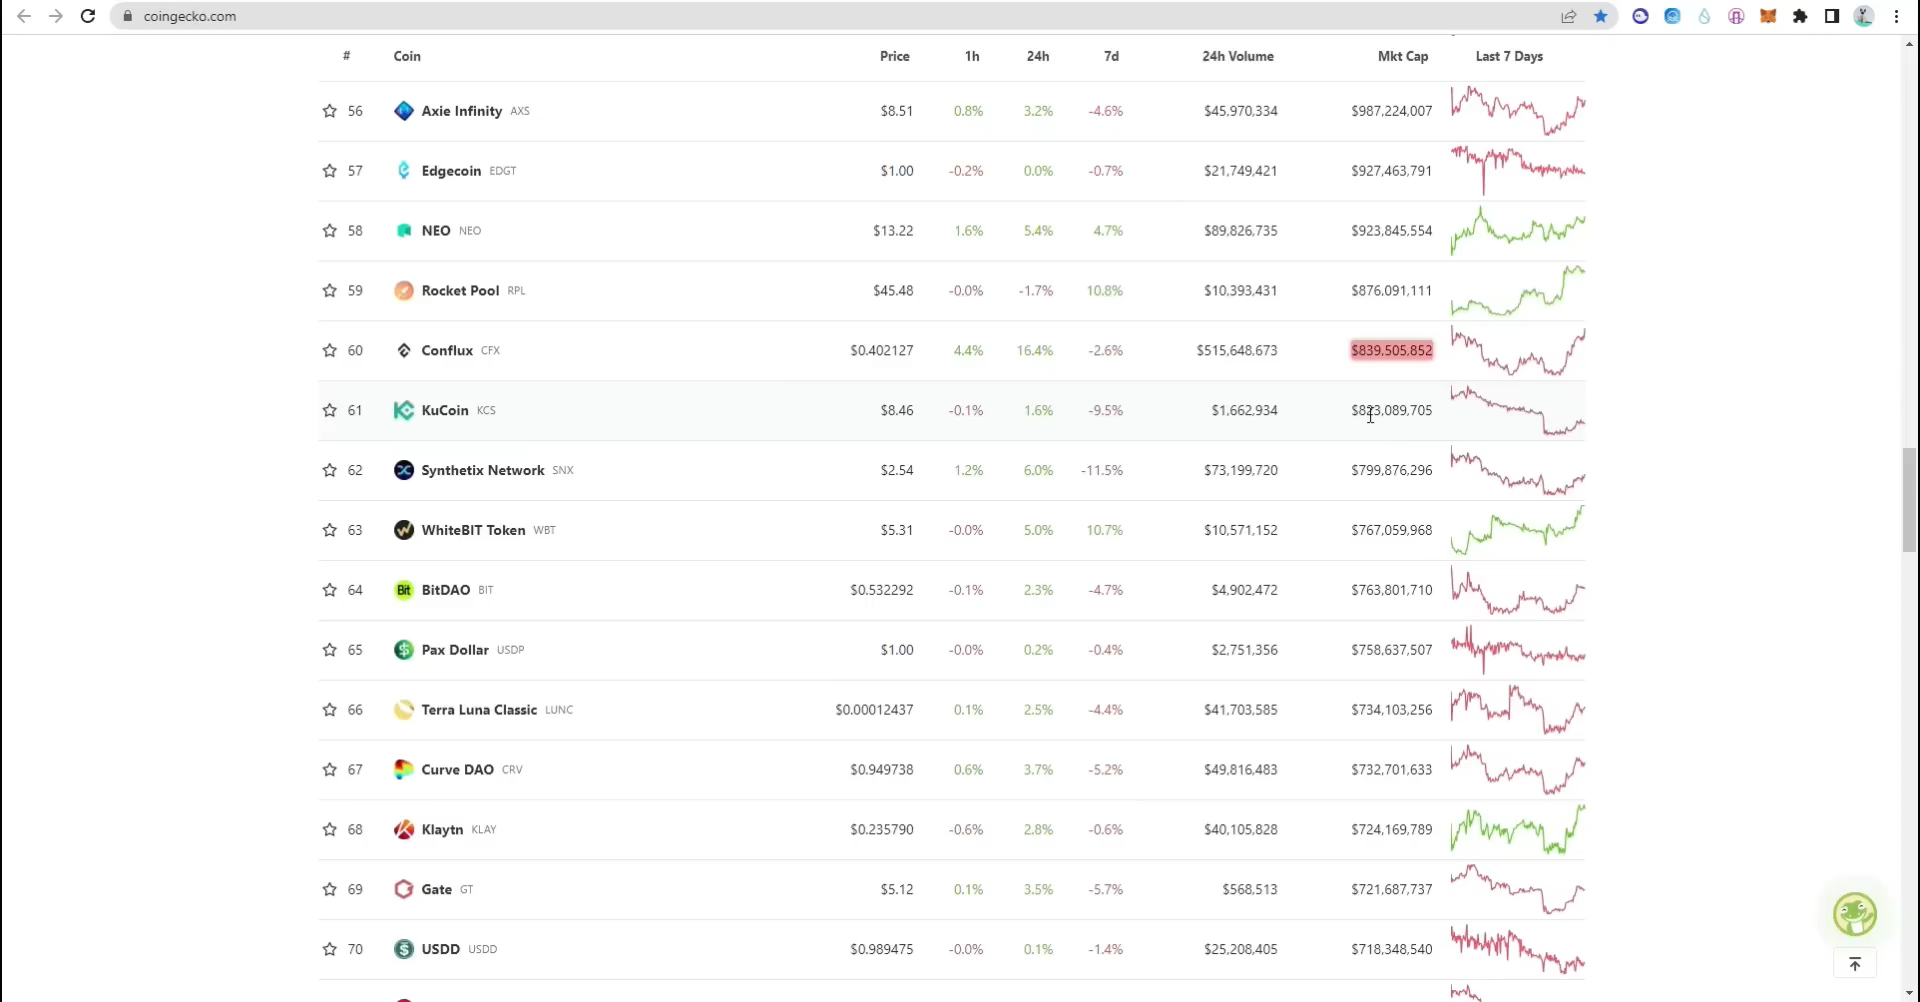 coingecko.com
# Coin Price 1h 24h 7d 24h Volume Mkt Cap Last 7 Days
56 Axie Infinity AXS $8.51 0.8% 3.2% -4.6% $45,970,334 $987,224,007
57 Edgecoin EDGT $1.00 -0.2% 0.0% -0.7% $21,749,421 $927,463,791
58 NEO NEO $13.22 1.6% 5.4% 4.7% $89,826,735 $923,845,554
59 Rocket Pool RPL $45.48 -0.0% -1.7% 10.8% $10,393,431 $876,091,111
60 Conflux CFX $0.402127 4.4% 16.4% -2.6% $515,648,673 $839,505,852
61 KuCoin KCS $8.46 -0.1% 1.6% -9.5% $1,662,934 $823,089,705
62 Synthetix Network SNX $2.54 1.2% 6.0% -11.5% $73,199,720 $799,876,296
63 WhiteBIT Token WBT $5.31 -0.0% 5.0% 10.7% $10,571,152 $767,059,968
64 Bit BitDAO BIT $0.532292 -0.1% 2.3% -4.7% $4,902,472 $763,801,710
65 Pax Dollar USDP $1.00 -0.0% 0.2% -0.4% $2,751,356 $758,637,507
66 Terra Luna Classic LUNC $0.00012437 0.1% 2.5% -4.4% $41,703,585 $734,103,256
67 Curve DAO CRV $0.949738 0.6% 3.7% -5.2% $49,816,483 $732,701,633
68 Klaytn KLAY $0.235790 -0.6% 2.8% -0.6% $40,105,828 $724,169,789
69 Gate GT $5.12 0.1% 3.5% -5.7% $568,513 $721,687,737
70 USDD USDD $0.989475 -0.0% 0.1% -1.4% $25,208,405 $718,348,540